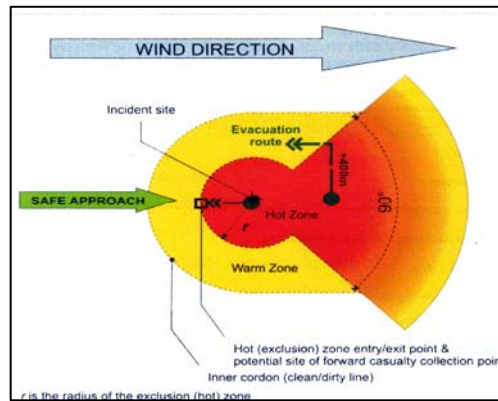 WIND DIRECTION
Incident site
Evacuation
route
+400m
SAFE APPROACH
Hot Zone
90°
r
Warm Zone
Hot (exclusion) zone entry/exit point &
potential site of forward casualty collection point
Inner cordon (clean/dirty line)
r is the radius of the exclusion (hot) zone